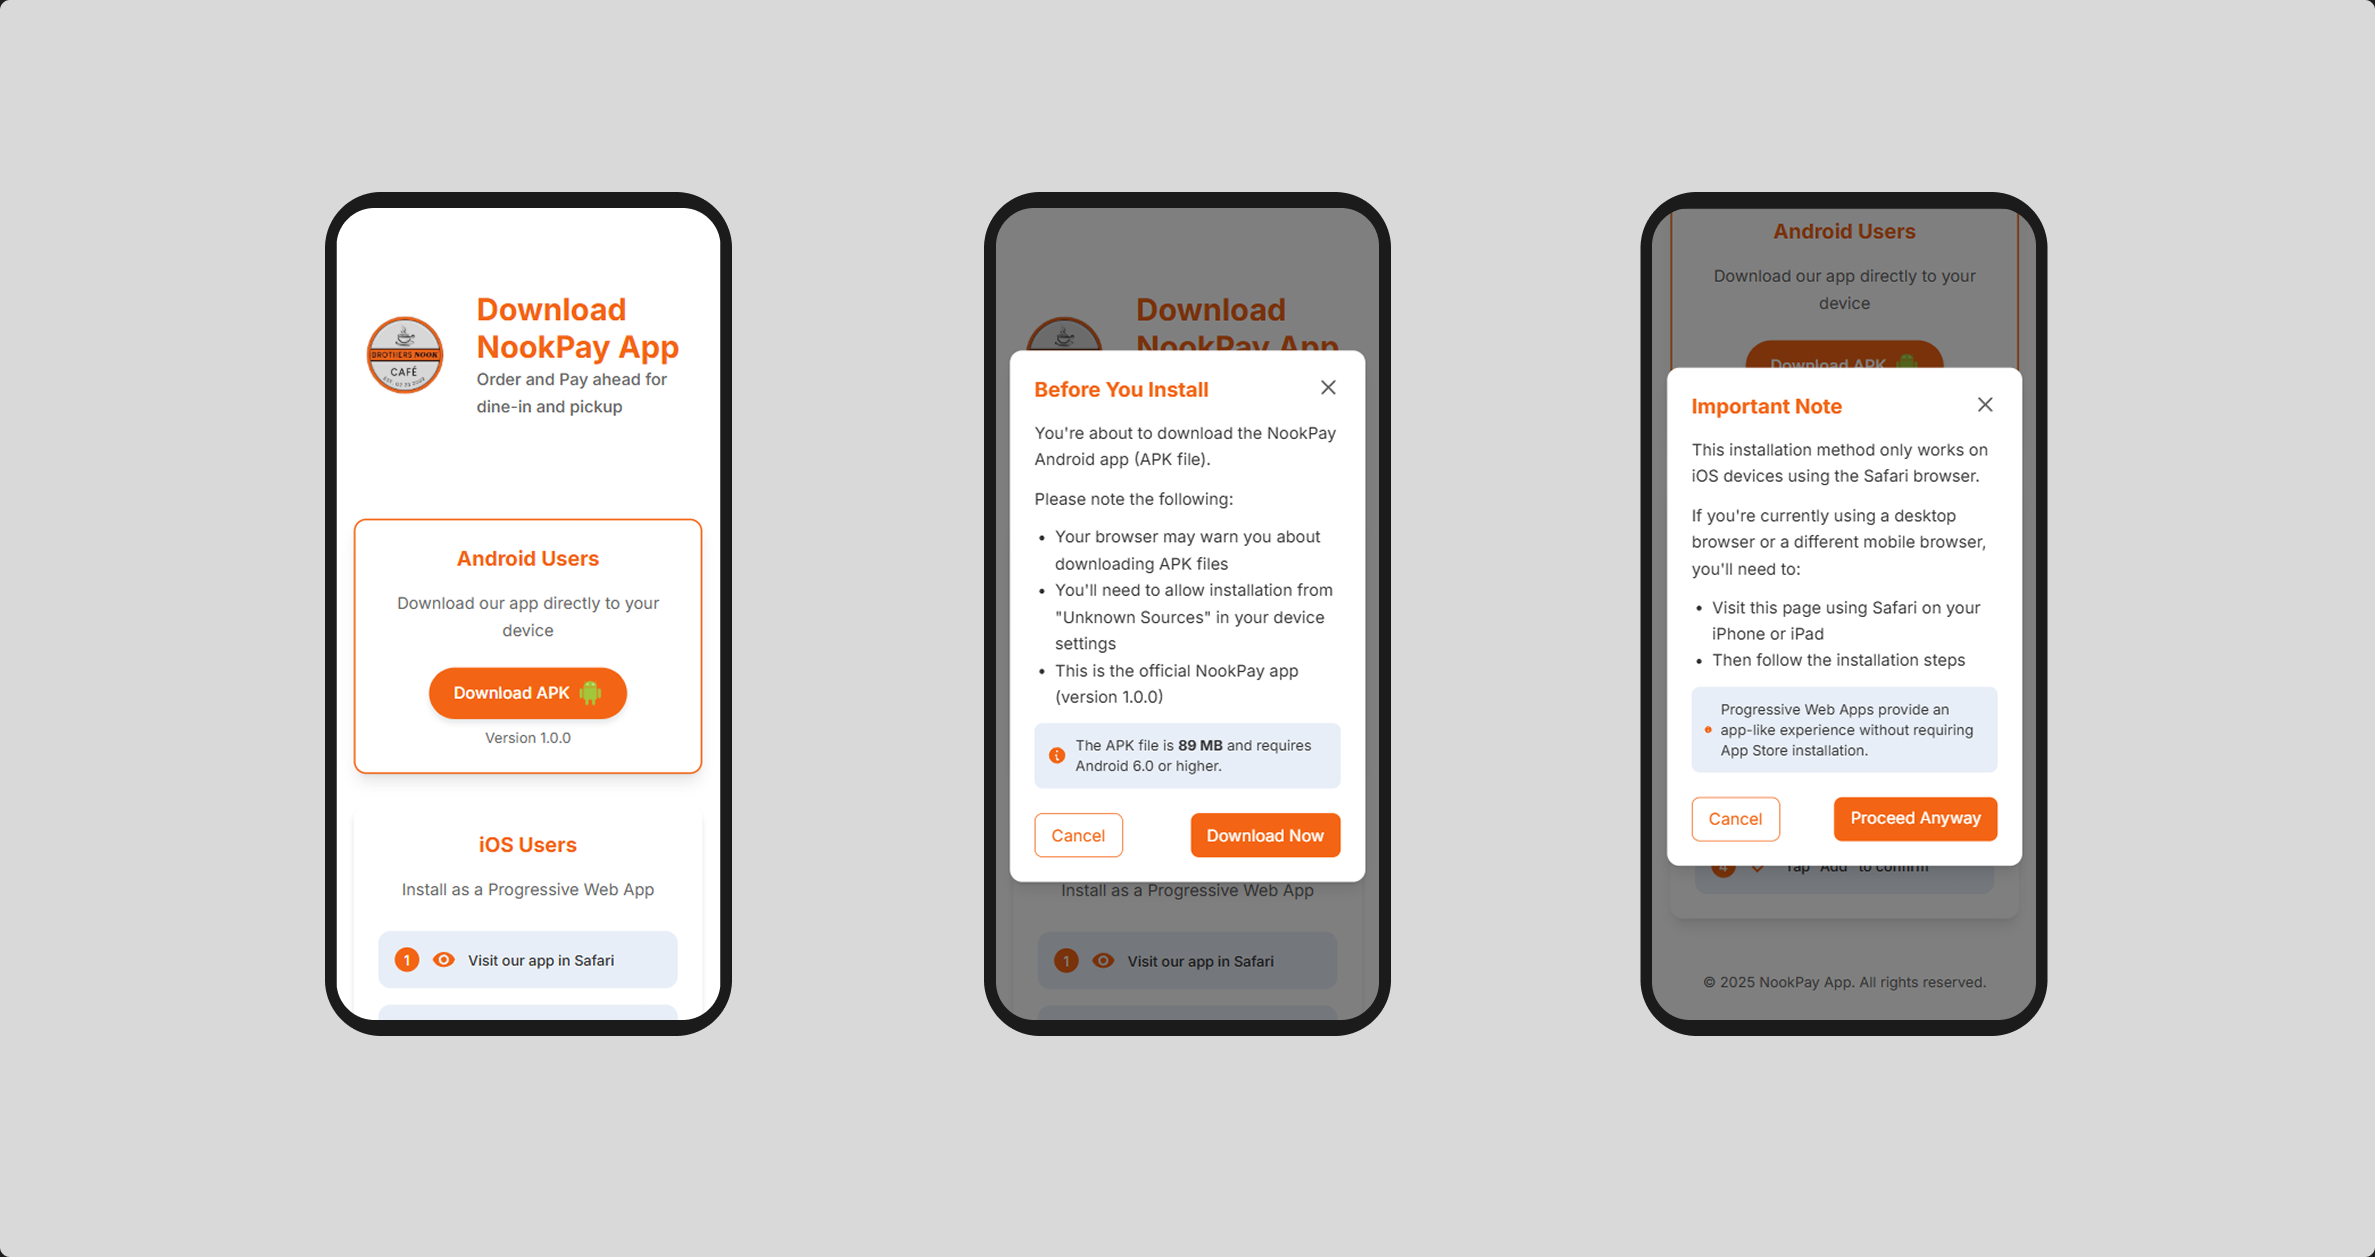 Download
NookPay App
Order and Pay ahead for
dine-in and pickup
BROTHERS NOOK
CAFÉ
Android Users
Download our app directly to your
device
Download APK
Version 1.0.0
iOS Users
Install as a Progressive Web App
1 Visit our app in Safari
Download
NookPay App
Before You Install
You're about to download the NookPay
Android app (APK file).
Please note the following:
• Your browser may warn you about
downloading APK files
• You'll need to allow installation from
"Unknown Sources" in your device
settings
• This is the official NookPay app
(version 1.0.0)
The APK file is 89 MB and requires
Android 6.0 or higher.
Cancel
Download Now
Install as a Progressive Web App
1 Visit our app in Safari
Android Users
Download our app directly to your
device
Download APK
Important Note
This installation method only works on
iOS devices using the Safari browser.
If you're currently using a desktop
browser or a different mobile browser,
you'll need to:
• Visit this page using Safari on your
iPhone or iPad
• Then follow the installation steps
Progressive Web Apps provide an
app-like experience without requiring
App Store installation.
Cancel
Proceed Anyway
4 Tap "Add" to confirm
© 2025 NookPay App. All rights reserved.